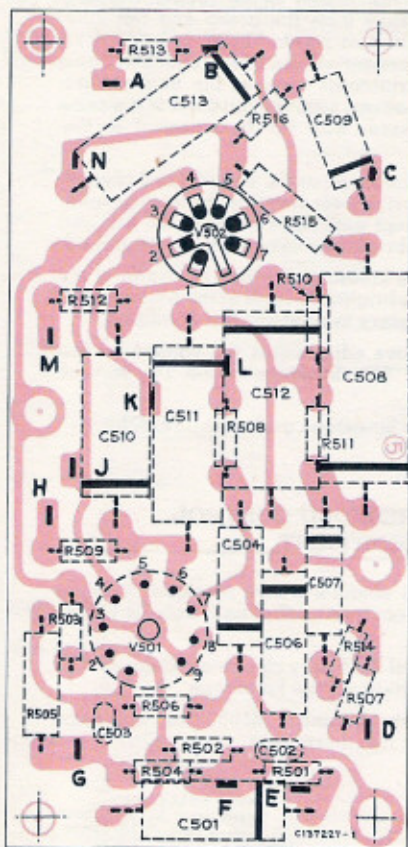 R513
A
B
C513
R516
C509
C
N
4
5
3
6
V502
2
7
R515
R510
R512
M
L
K
C512
C508
C511
R508
C510
R511
J
H
C504
R509
5
4
6
C507
R503
3
7
V501
8
C506
R514
2
9
R507
R505
1
R506
C503
D
G
R502
C502
R504
R501
F
E
C501
C137227-1